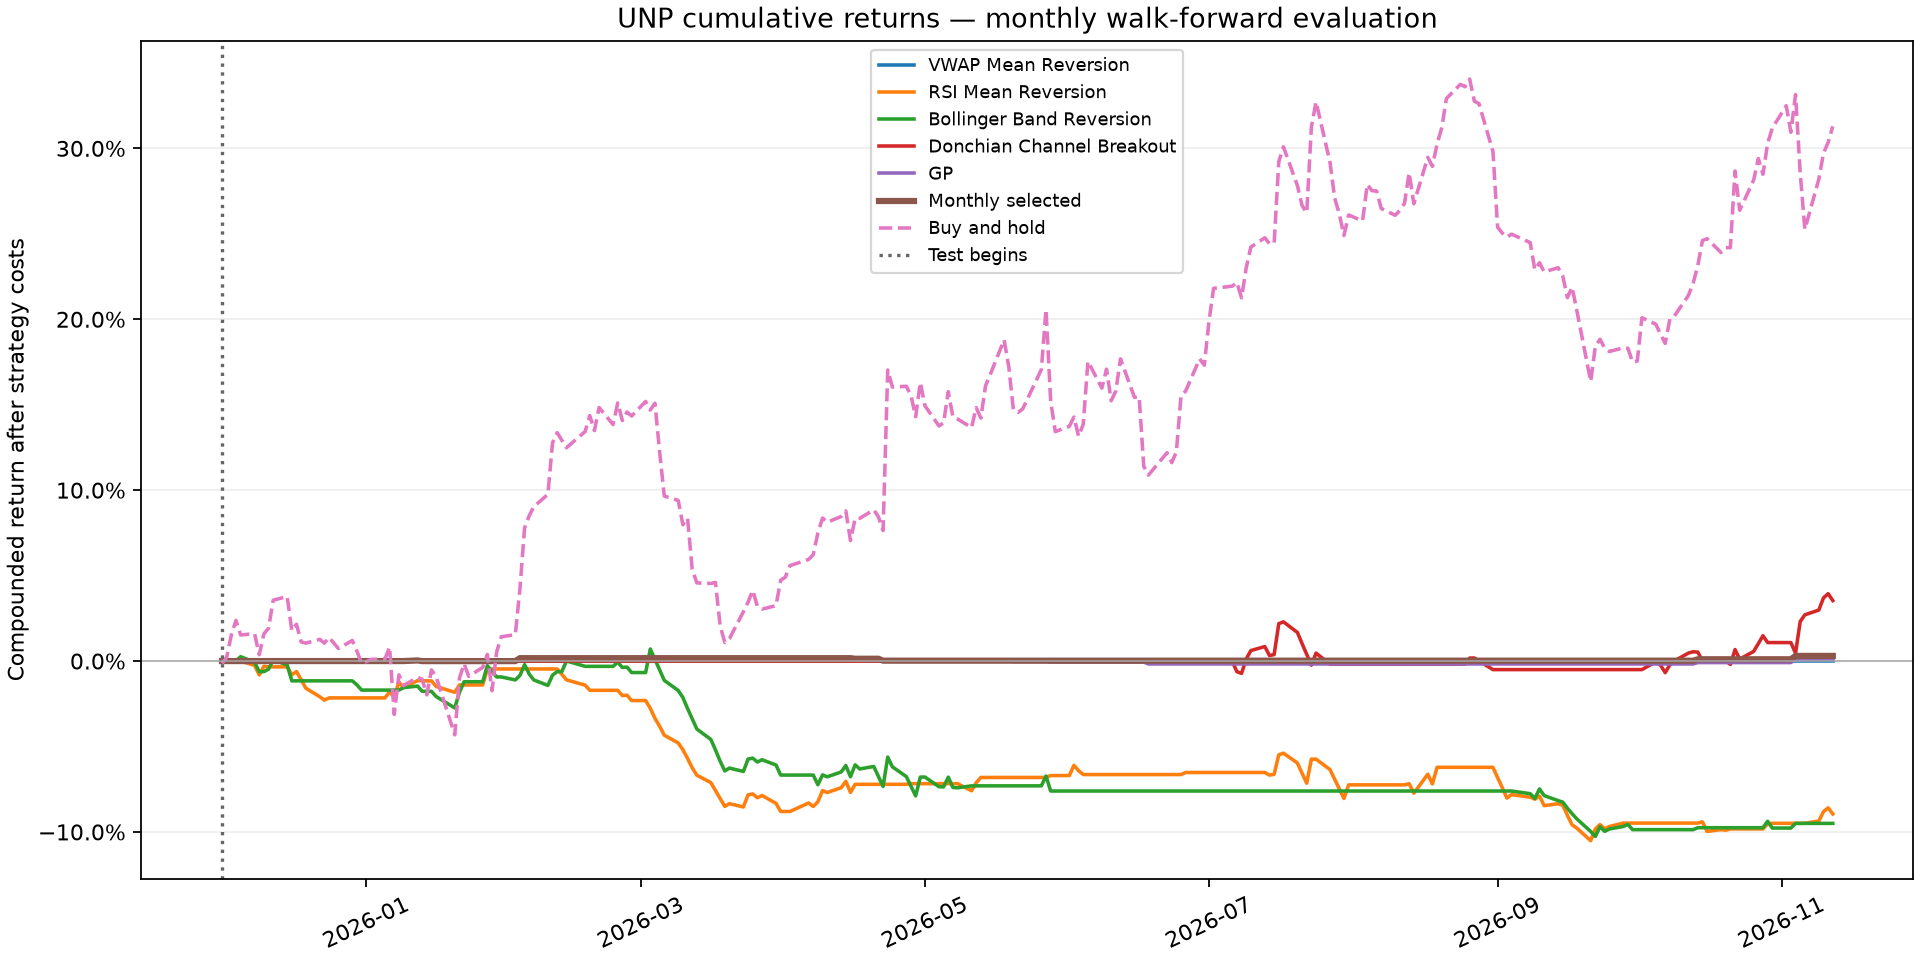 UNP cumulative returns — monthly walk-forward evaluation
Compounded return after strategy costs
30.0%
20.0%
10.0%
0.0%
−10.0%
VWAP Mean Reversion
RSI Mean Reversion
Bollinger Band Reversion
Donchian Channel Breakout
GP
Monthly selected
Buy and hold
Test begins
2026-01
2026-03
2026-05
2026-07
2026-09
2026-11